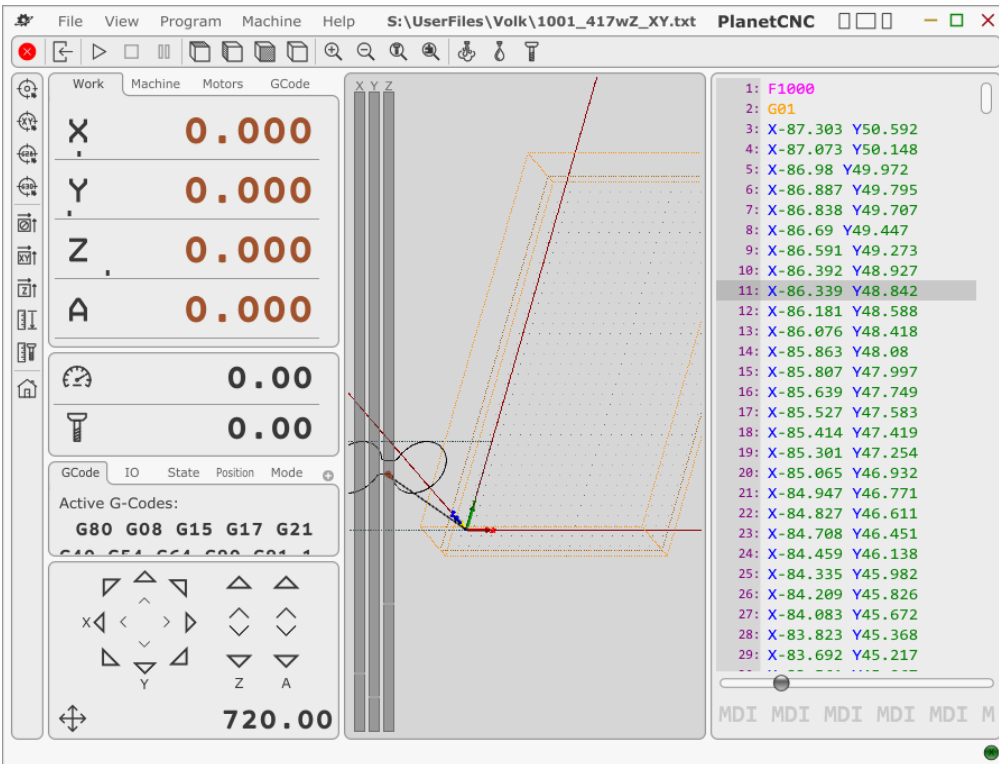 File View Program Machine Help S:\UserFiles\Volk\1001_417wZ_XY.txt PlanetCNC
Work Machine Motors GCode
X 0.000
Y 0.000
Z 0.000
A 0.000
0.00
0.00
GCode IO State Position Mode
Active G-Codes:
G80 G08 G15 G17 G21
X
Y Z A
720.00
X Y Z
1: F1000
2: G01
3: X-87.303 Y50.592
4: X-87.073 Y50.148
5: X-86.98 Y49.972
6: X-86.887 Y49.795
7: X-86.838 Y49.707
8: X-86.69 Y49.447
9: X-86.591 Y49.273
10: X-86.392 Y48.927
11: X-86.339 Y48.842
12: X-86.181 Y48.588
13: X-86.076 Y48.418
14: X-85.863 Y48.08
15: X-85.807 Y47.997
16: X-85.639 Y47.749
17: X-85.527 Y47.583
18: X-85.414 Y47.419
19: X-85.301 Y47.254
20: X-85.065 Y46.932
21: X-84.947 Y46.771
22: X-84.827 Y46.611
23: X-84.708 Y46.451
24: X-84.459 Y46.138
25: X-84.335 Y45.982
26: X-84.209 Y45.826
27: X-84.083 Y45.672
28: X-83.823 Y45.368
29: X-83.692 Y45.217
MDI MDI MDI MDI MDI M